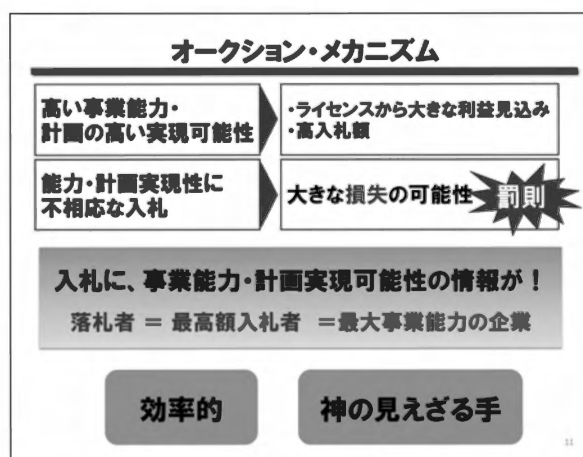 オークション・メカニズム
高い事業能力・
計画の高い実現可能性
・ライセンスから大きな利益見込み
・高入札額
能力・計画実現性に
不相応な入札
大きな損失の可能性
罰則
入札に、事業能力・計画実現可能性の情報が！
落札者 ＝ 最高額入札者 ＝最大事業能力の企業
効率的
神の見えざる手
11